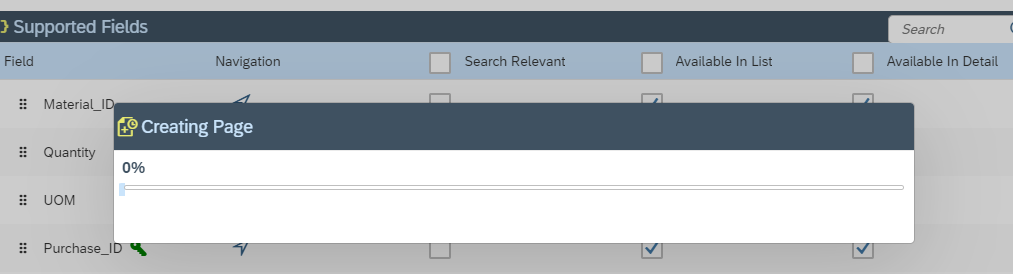 Supported Fields
Search
Field Navigation Search Relevant Available In List Available In Detail
Material_ID
Creating Page
0%
Quantity
UOM
Purchase_ID